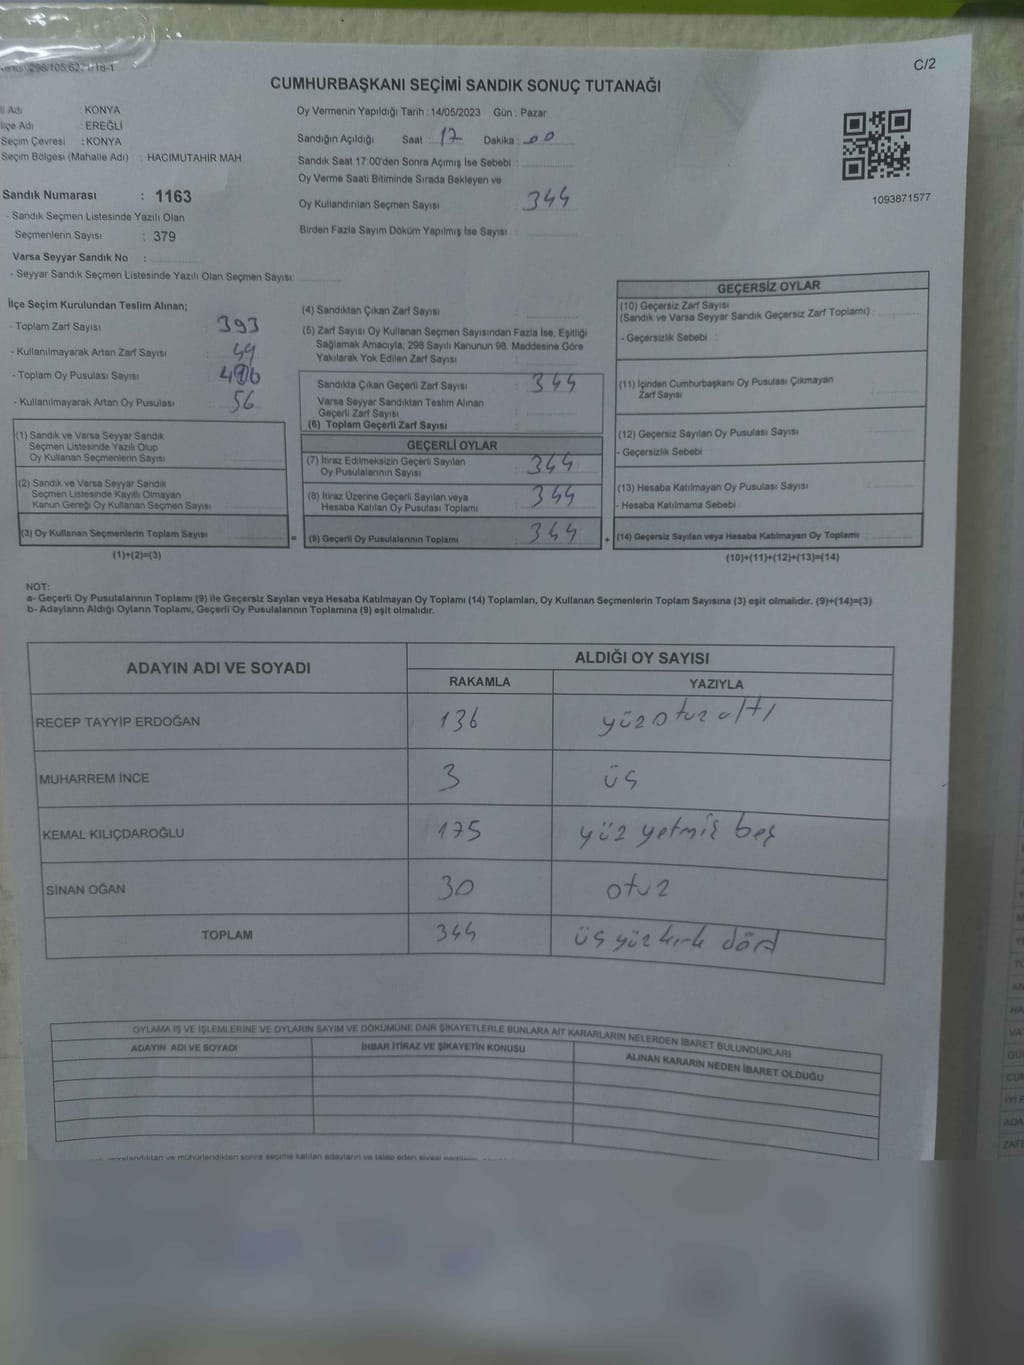 C/2
CUMHURBAŞKANI SEÇİMİ SANDIK SONUÇ TUTANAĞI
İl Adı : KONYA
İlçe Adı : EREĞLİ
Seçim Çevresi : KONYA
Seçim Bölgesi (Mahalle Adı) : HACIMUTAHİR MAH.
Sandık Numarası : 1163
- Sandık Seçmen Listesinde Yazılı Olan
Seçmenlerin Sayısı : 379
Varsa Seyyar Sandık No :
- Seyyar Sandık Seçmen Listesinde Yazılı Olan Seçmen Sayısı:
Oy Vermenin Yapıldığı Tarih : 14/05/2023 Gün : Pazar
Sandığın Açıldığı Saat : 17 Dakika : 00
Sandık Saat 17:00'den Sonra Açımış İse Sebebi :
Oy Verme Saati Bitiminde Sırada Bekleyen ve
Oy Kullandırılan Seçmen Sayısı 344
Birden Fazla Sayım Döküm Yapılmış İse Sayısı :
1093871577
İlçe Seçim Kurulundan Teslim Alınan;
- Toplam Zarf Sayısı : 393
- Kullanılmayarak Artan Zarf Sayısı : 49
- Toplam Oy Pusulası Sayısı :
- Kullanılmayarak Artan Oy Pusulası : 56
(1) Sandık ve Varsa Seyyar Sandık
Seçmen Listesinde Yazılı Olup
Oy Kullanan Seçmenlerin Sayısı
(2) Sandık ve Varsa Seyyar Sandık
Seçmen Listesinde Kayıtlı Olmayan
Kanun Gereği Oy Kullanan Seçmen Sayısı
(3) Oy Kullanan Seçmenlerin Toplam Sayısı
(1)+(2)=(3)
(4) Sandıktan Çıkan Zarf Sayısı :
(5) Zarf Sayısı Oy Kullanan Seçmen Sayısından Fazla İse, Eşitliği
Sağlamak Amacıyla; 298 Sayılı Kanunun 98. Maddesine Göre
Yakılarak Yok Edilen Zarf Sayısı
Sandıkta Çıkan Geçerli Zarf Sayısı : 344
Varsa Seyyar Sandıktan Teslim Alınan
Geçerli Zarf Sayısı
(6) Toplam Geçerli Zarf Sayısı
GEÇERLİ OYLAR
(7) İtiraz Edilmeksizin Geçerli Sayılan
Oy Pusulalarının Sayısı : 344
(8) İtiraz Üzerine Geçerli Sayılan veya
Hesaba Katılan Oy Pusulası Toplamı : 344
= (9) Geçerli Oy Pusulalarının Toplamı : 344 +
GEÇERSİZ OYLAR
(10) Geçersiz Zarf Sayısı
(Sandık ve Varsa Seyyar Sandık Geçersiz Zarf Toplamı) :
- Geçersizlik Sebebi :
(11) İçinden Cumhurbaşkanı Oy Pusulası Çıkmayan
Zarf Sayısı
(12) Geçersiz Sayılan Oy Pusulası Sayısı
- Geçersizlik Sebebi
(13) Hesaba Katılmayan Oy Pusulası Sayısı :
- Hesaba Katılmama Sebebi
(14) Geçersiz Sayılan veya Hesaba Katılmayan Oy Toplamı
(10)+(11)+(12)+(13)=(14)
NOT:
a- Geçerli Oy Pusulalarının Toplamı (9) ile Geçersiz Sayılan veya Hesaba Katılmayan Oy Toplamı (14) Toplamları, Oy Kullanan Seçmenlerin Toplam Sayısına (3) eşit olmalıdır. (9)+(14)=(3)
b- Adayların Aldığı Oyların Toplamı, Geçerli Oy Pusulalarının Toplamına (9) eşit olmalıdır.
ADAYIN ADI VE SOYADI ALDIĞI OY SAYISI
RAKAMLA YAZIYLA
RECEP TAYYİP ERDOĞAN 136 yüz otuz altı
MUHARREM İNCE 3 üç
KEMAL KILIÇDAROĞLU 175 yüz yetmiş beş
SİNAN OĞAN 30 otuz
TOPLAM 344 üç yüz kırk dört
OYLAMA İŞ VE İŞLEMLERİNE VE OYLARIN SAYIM VE DÖKÜMÜNE DAİR ŞİKAYETLERLE BUNLARA AİT KARARLARIN NELERDEN İBARET BULUNDUKLARI
ADAYIN ADI VE SOYADI İHBAR İTİRAZ VE ŞİKAYETİN KONUSU ALINAN KARARIN NEDEN İBARET OLDUĞU